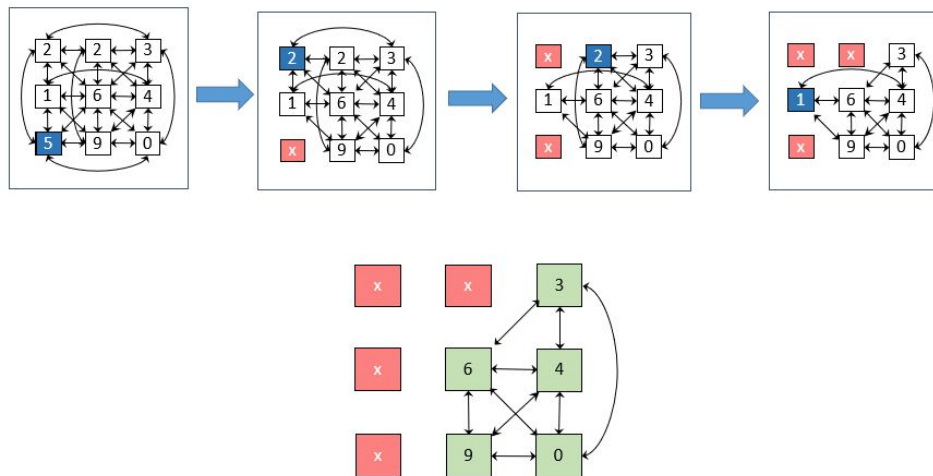 2 2 3 2 2 3 x 2 3 x x 3
1 6 4 1 6 4 1 6 4 1 6 4
5 9 0 x 9 0 x 9 0 x 9 0
x x 3
x 6 4
x 9 0